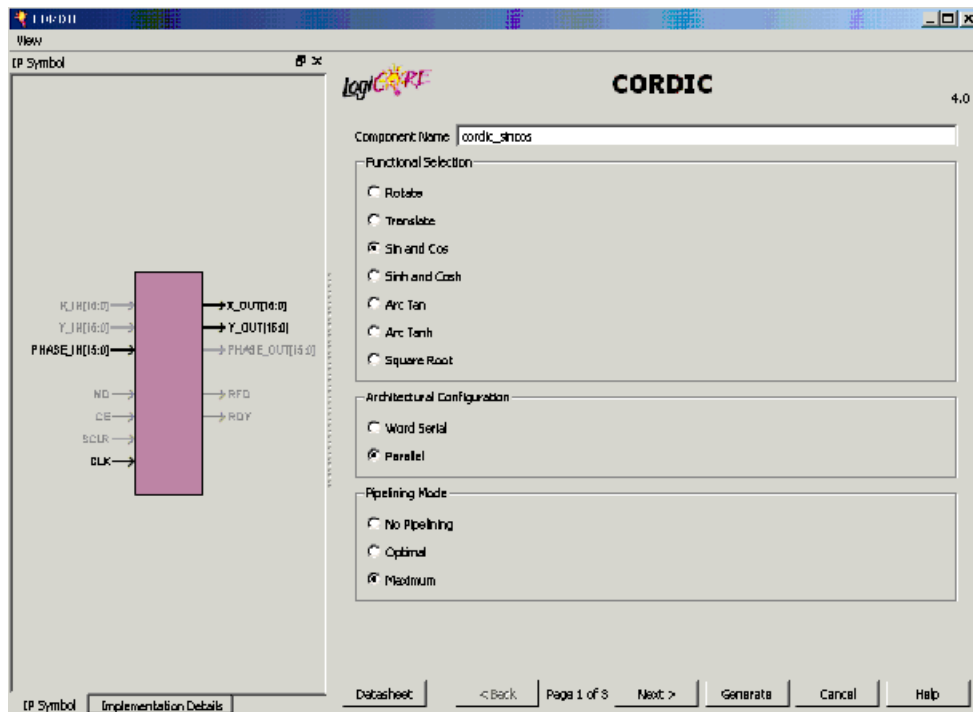 CORDIC
View
IP Symbol
LogiCORE
CORDIC
4.0
Component Name cordic_sincos
Functional Selection
Rotate
Translate
Sin and Cos
Sinh and Cosh
Arc Tan
Arc Tanh
Square Root
X_IN[16:0]
Y_IN[16:0]
PHASE_IN[15:0]
ND
CE
SCLR
CLK
X_OUT[16:0]
Y_OUT[16:0]
PHASE_OUT[15:0]
RFD
RDY
Architectural Configuration
Word Serial
Parallel
Pipelining Mode
No Pipelining
Optimal
Maximum
IP Symbol Implementation Details
Datasheet < Back Page 1 of 3 Next > Generate Cancel Help